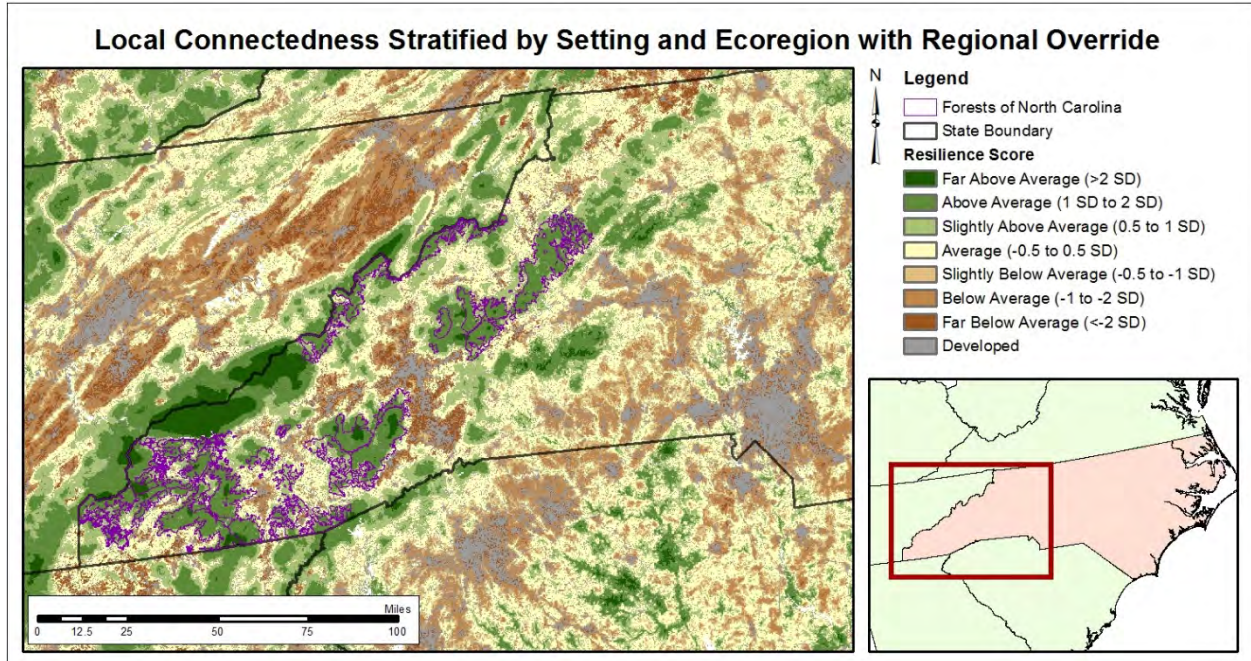 Local Connectedness Stratified by Setting and Ecoregion with Regional Override
N
Legend
Forests of North Carolina
State Boundary
Resilience Score
Far Above Average (>2 SD)
Above Average (1 SD to 2 SD)
Slightly Above Average (0.5 to 1 SD)
Average (-0.5 to 0.5 SD)
Slightly Below Average (-0.5 to -1 SD)
Below Average (-1 to -2 SD)
Far Below Average (<-2 SD)
Developed
Miles
0 12.5 25 50 75 100